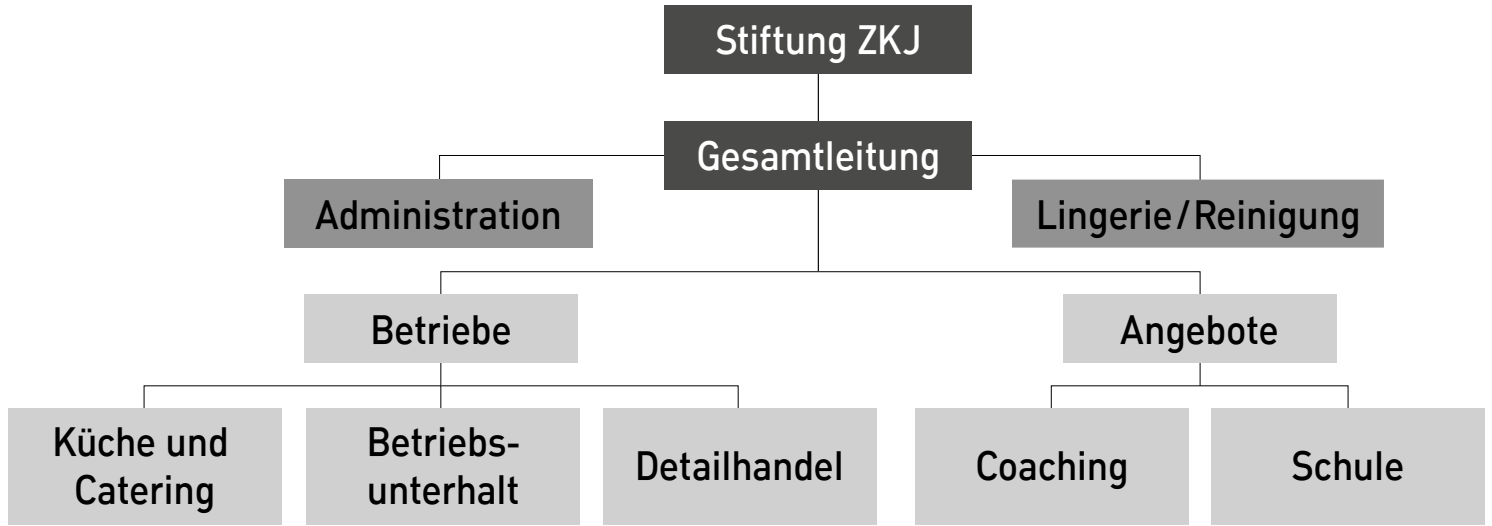 Stiftung ZKJ
Gesamtleitung
Administration
Lingerie/Reinigung
Betriebe
Angebote
Küche und
Catering
Betriebs-
unterhalt
Detailhandel
Coaching
Schule